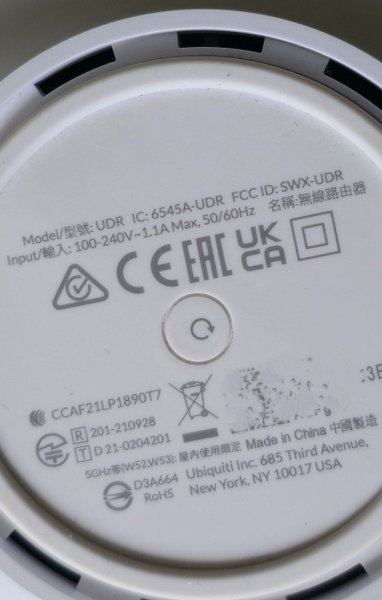 Model/型號: UDR IC: 6545A-UDR FCC ID: SWX-UDR
Input/輸入: 100-240V~1.1A Max, 50/60Hz 名稱:無線路由器
CE EAC UK CA
CCAF21LP1890T7
R 201-210928
T D 21-0204201
5GHz帯(W52,W53): 屋内使用限定 Made in China 中國製造
D3A664 RoHS
Ubiquiti Inc. 685 Third Avenue,
New York, NY 10017 USA